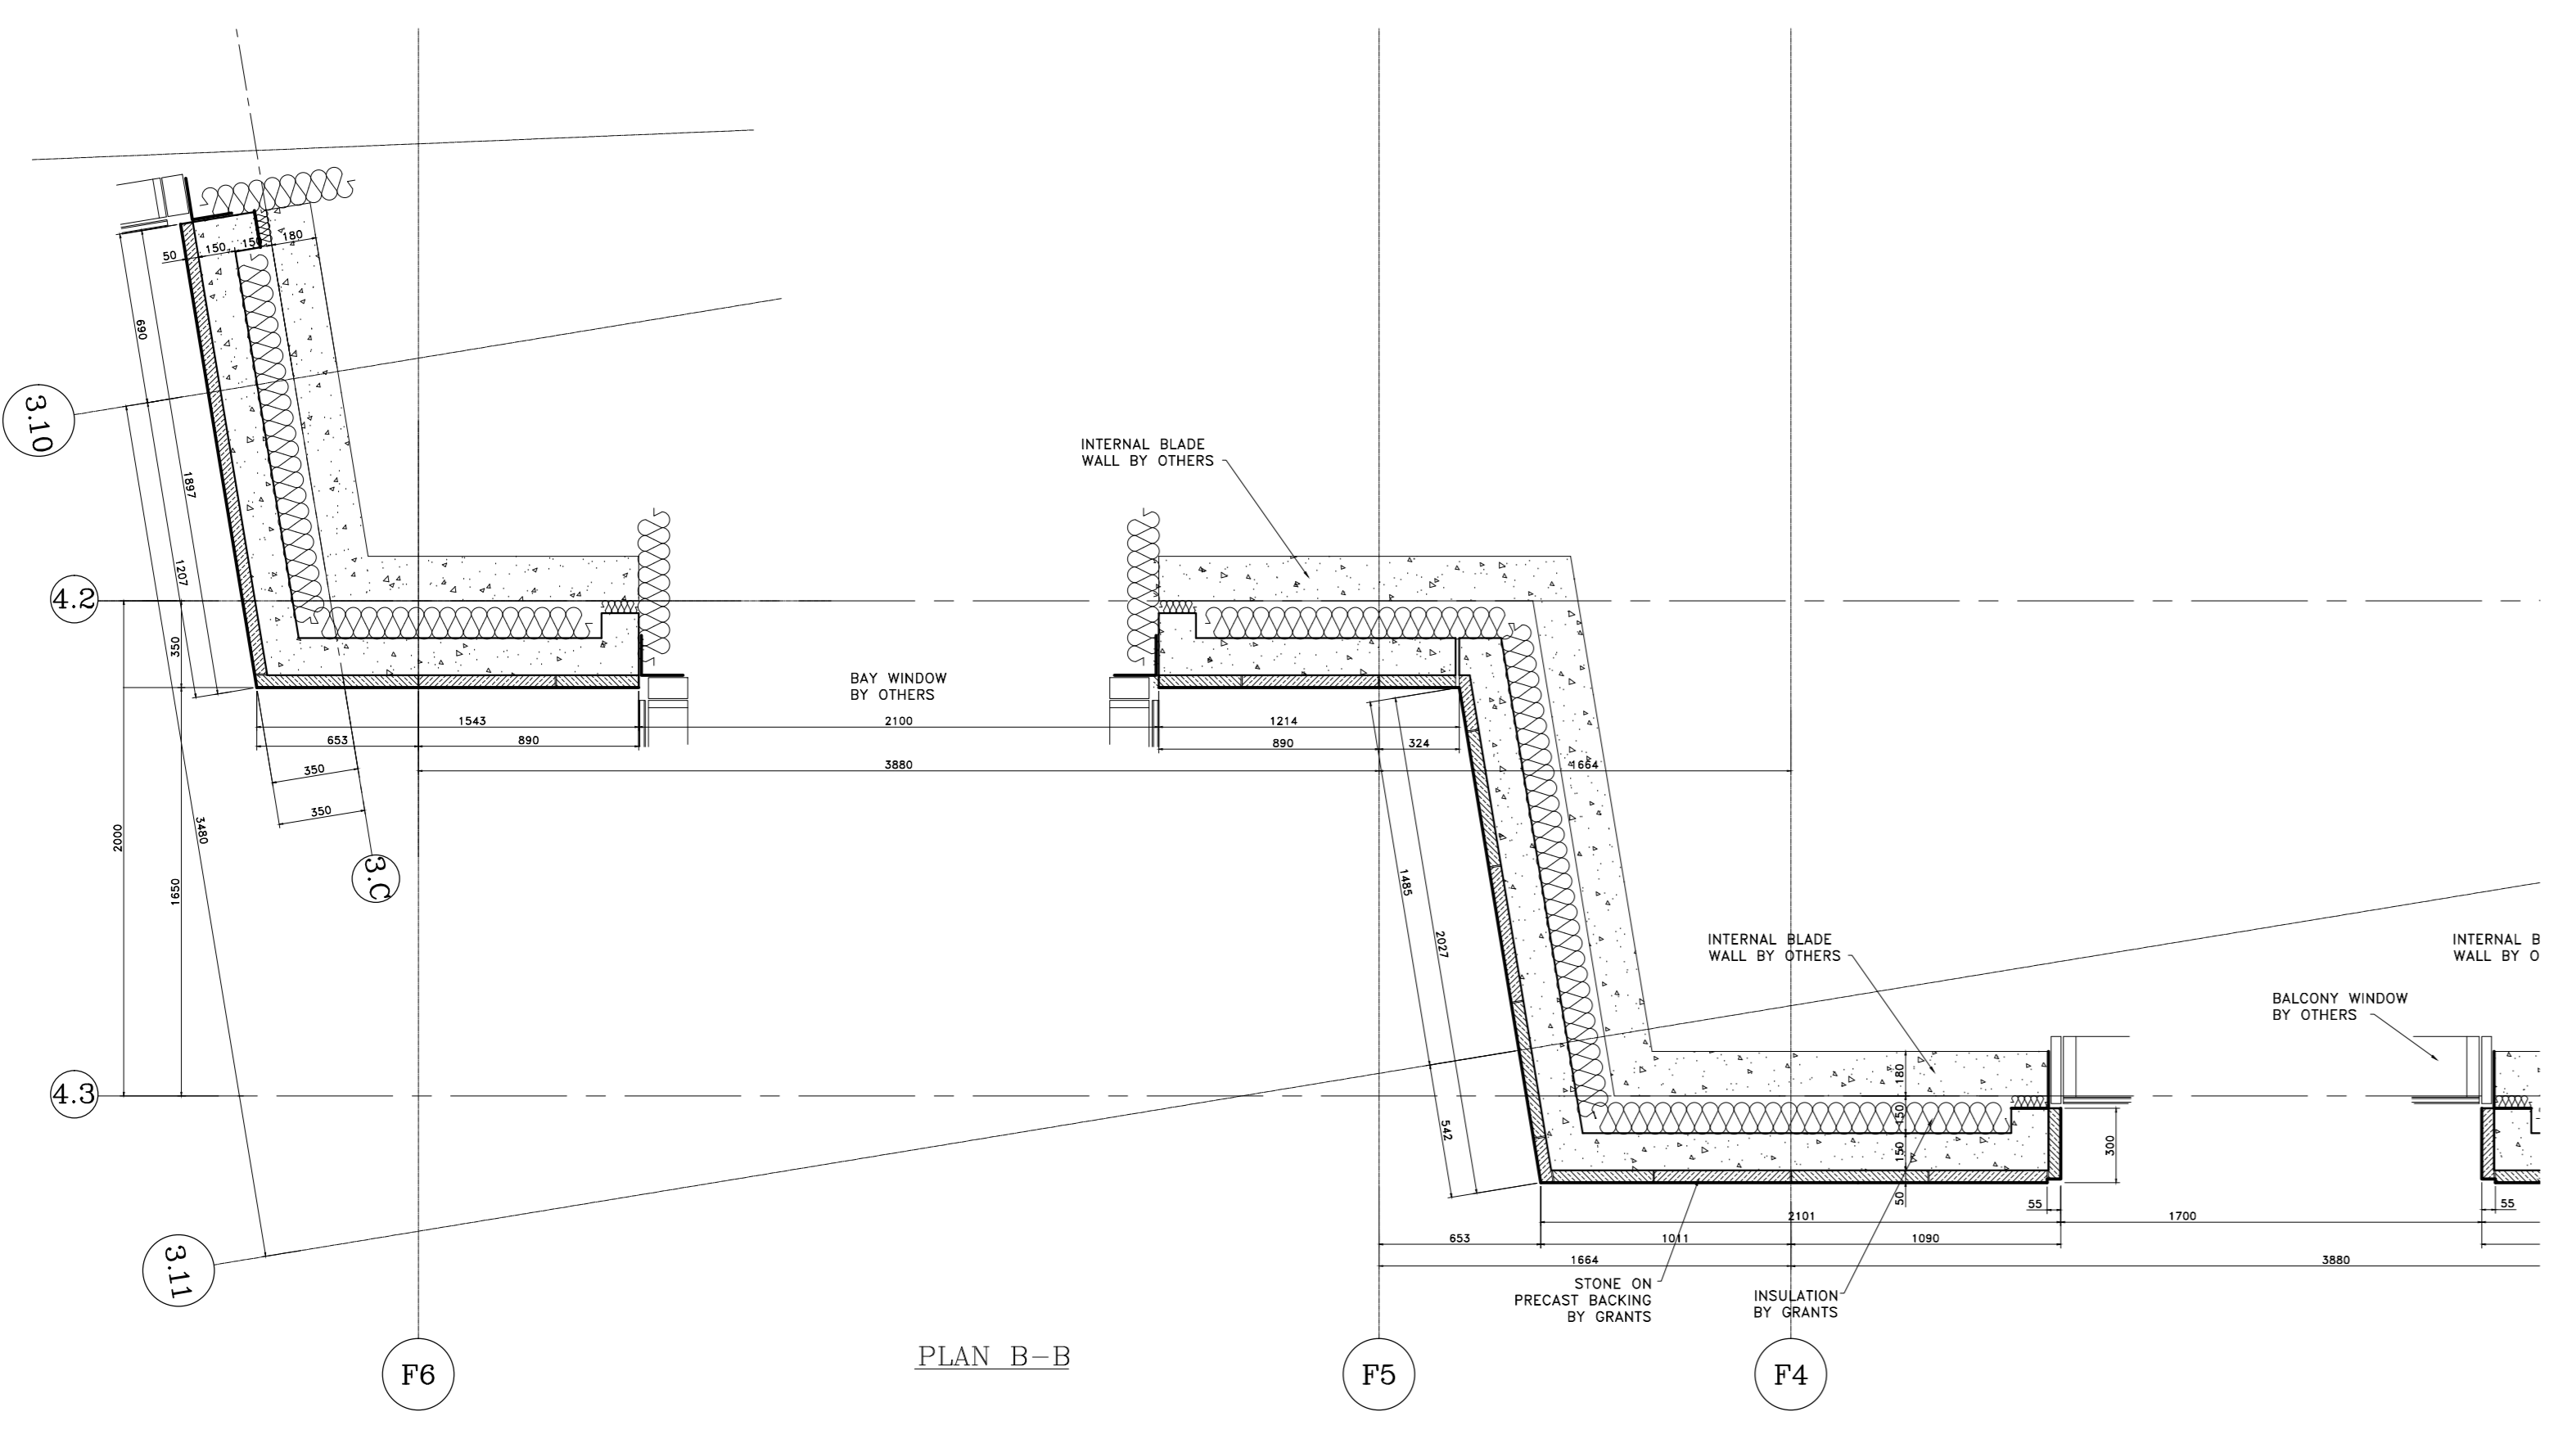 50
150
150
180
690
3.10
1897
1207
INTERNAL BLADE
WALL BY OTHERS
4.2
350
BAY WINDOW
BY OTHERS
1543
2100
1214
653
890
890
324
3880
1664
350
350
2000
3480
1650
3.C
1485
2027
542
INTERNAL BLADE
WALL BY OTHERS
INTERNAL B
WALL BY O
BALCONY WINDOW
BY OTHERS
4.3
180
150
150
50
300
55
55
2101
1700
653
1011
1090
1664
3880
3.11
STONE ON
PRECAST BACKING
BY GRANTS
INSULATION
BY GRANTS
PLAN B-B
F6
F5
F4